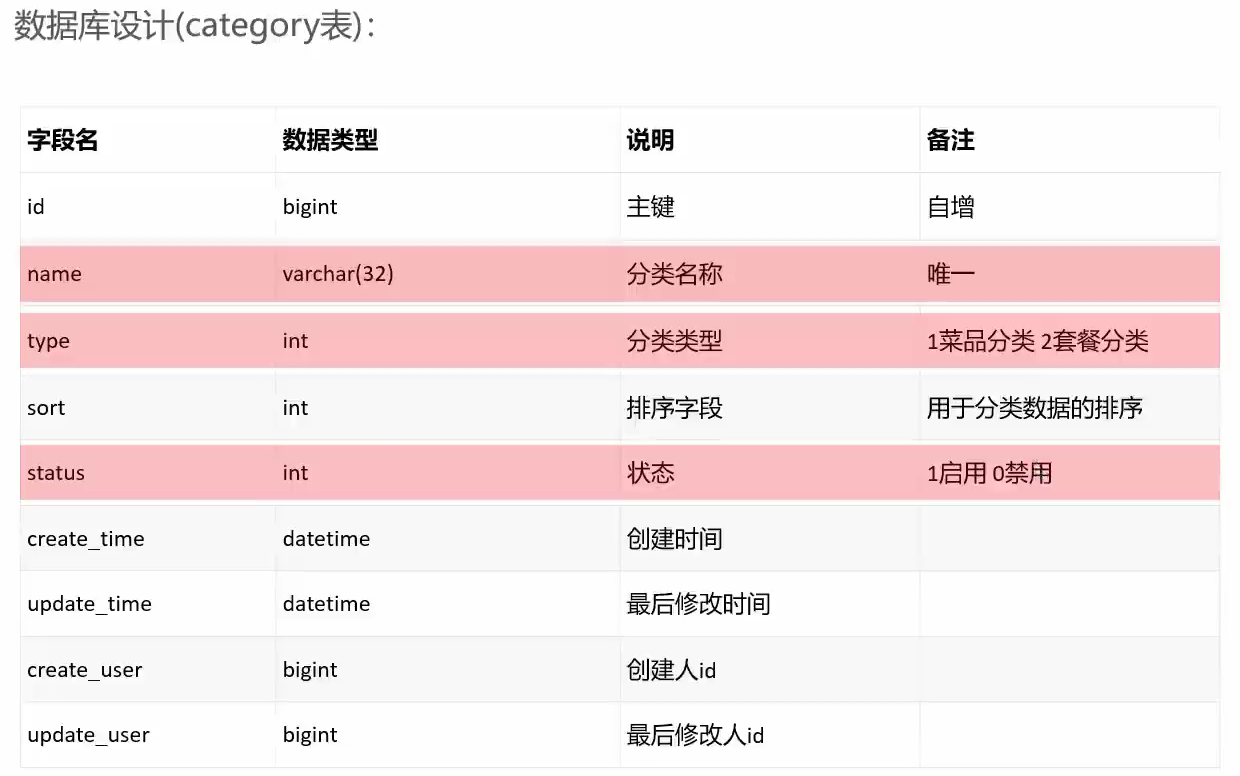 数据库设计(category表)：
字段名 数据类型 说明 备注
id bigint 主键 自增
name varchar(32) 分类名称 唯一
type int 分类类型 1菜品分类 2套餐分类
sort int 排序字段 用于分类数据的排序
status int 状态 1启用 0禁用
create_time datetime 创建时间
update_time datetime 最后修改时间
create_user bigint 创建人id
update_user bigint 最后修改人id